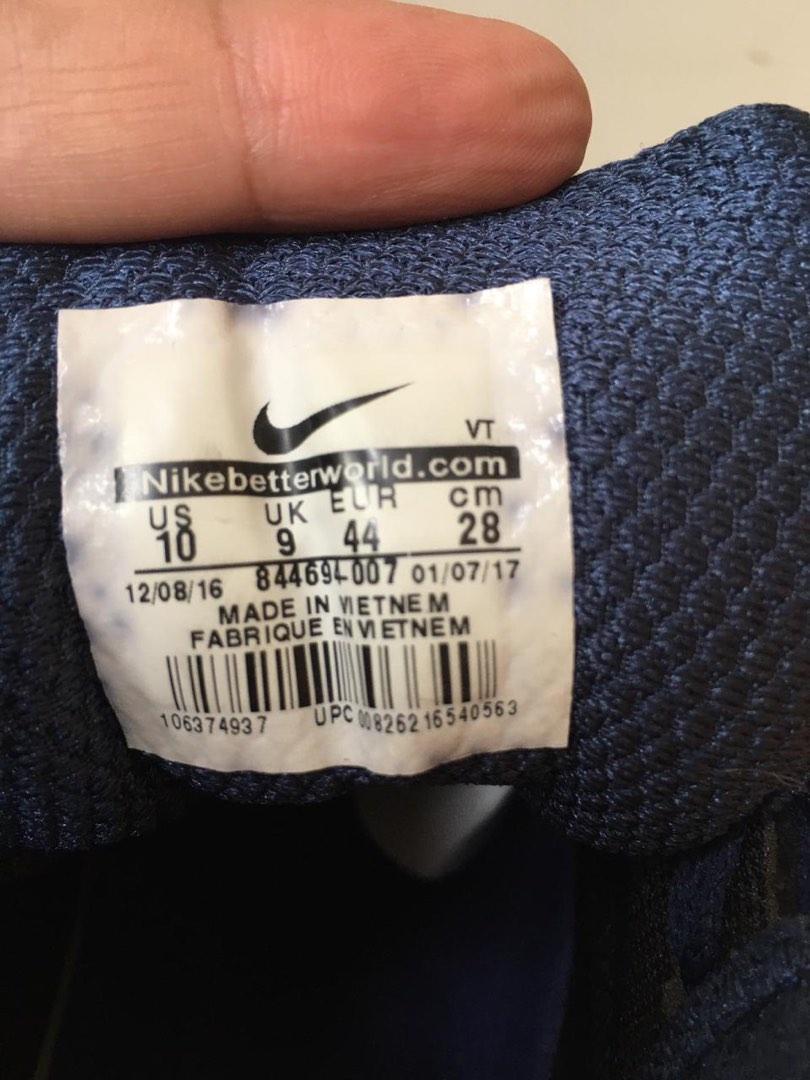 VT
Nikebetterworld.com
US UK EUR cm
10 9 44 28
12/08/16 844694-007 01/07/17
MADE IN VIETNEM
FABRIQUE EN VIETNEM
106374937 UPC 00826216540563